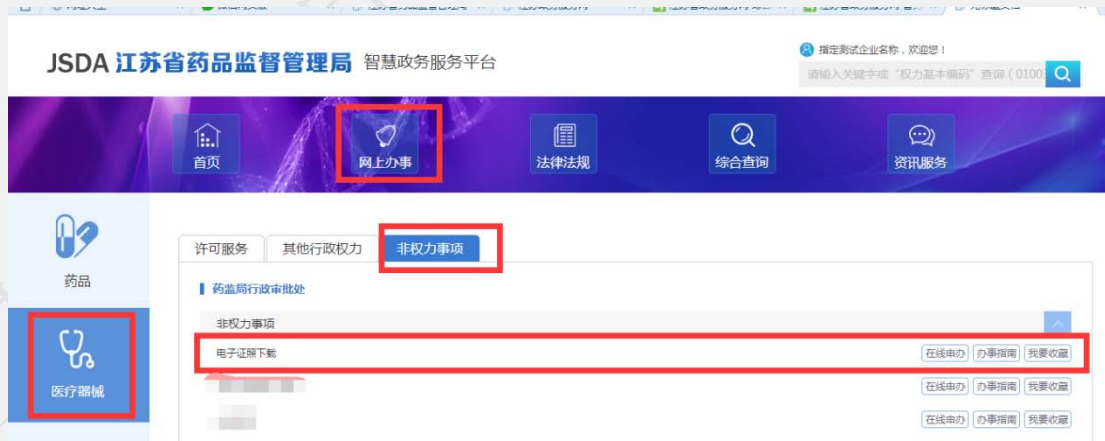 JSDA 江苏省药品监督管理局 智慧政务服务平台
指定测试企业名称，欢迎您！
请输入关键字或“权力基本编码”查询（0100
首页
网上办事
法律法规
综合查询
资讯服务
药品
医疗器械
许可服务
其他行政权力
非权力事项
药监局行政审批处
非权力事项
电子证照下载
在线申办 办事指南 我要收藏
在线申办 办事指南 我要收藏
在线申办 办事指南 我要收藏